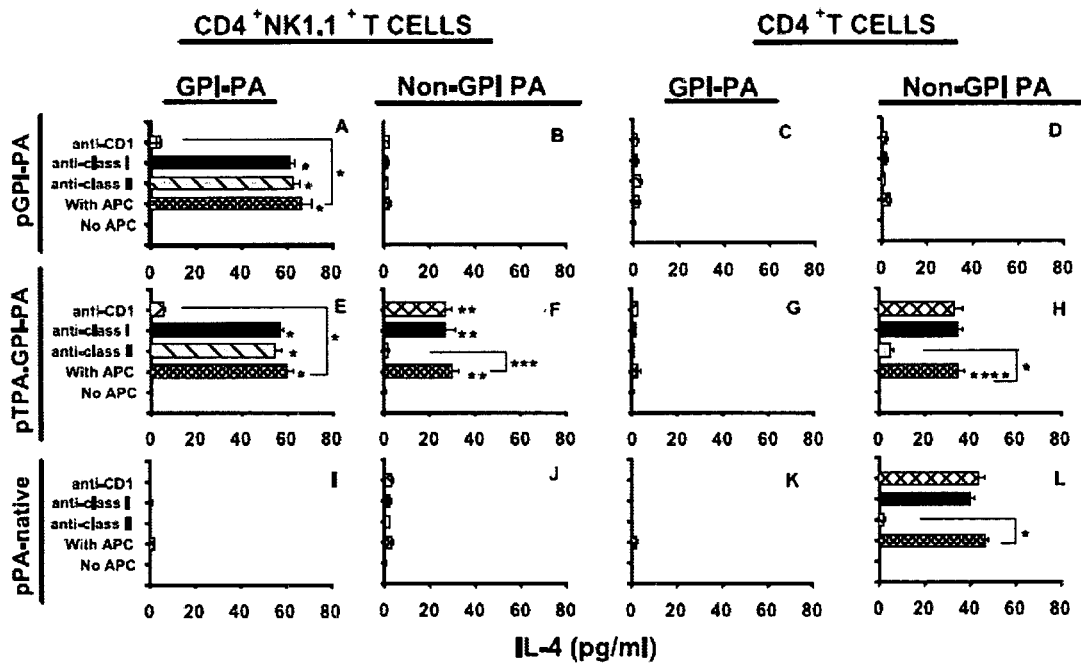 CD4 +NK1.1 + T CELLS
CD4 +T CELLS
GPI-PA
Non-GPI PA
GPI-PA
Non-GPI PA
pGPI-PA
anti-CD1
anti-class I
anti-class II
With APC
No APC
A
*
*
*
*
B
C
D
0 20 40 60 80
0 20 40 60 80
0 20 40 60 80
0 20 40 60 80
pTPA.GPI-PA
anti-CD1
anti-class I
anti-class II
With APC
No APC
E
*
*
*
*
F
**
**
***
**
G
H
*
****
0 20 40 60 80
0 20 40 60 80
0 20 40 60 80
0 20 40 60 80
pPA-native
anti-CD1
anti-class I
anti-class II
With APC
No APC
I
J
K
L
*
0 20 40 60 80
0 20 40 60 80
0 20 40 60 80
0 20 40 60 80
IL-4 (pg/ml)